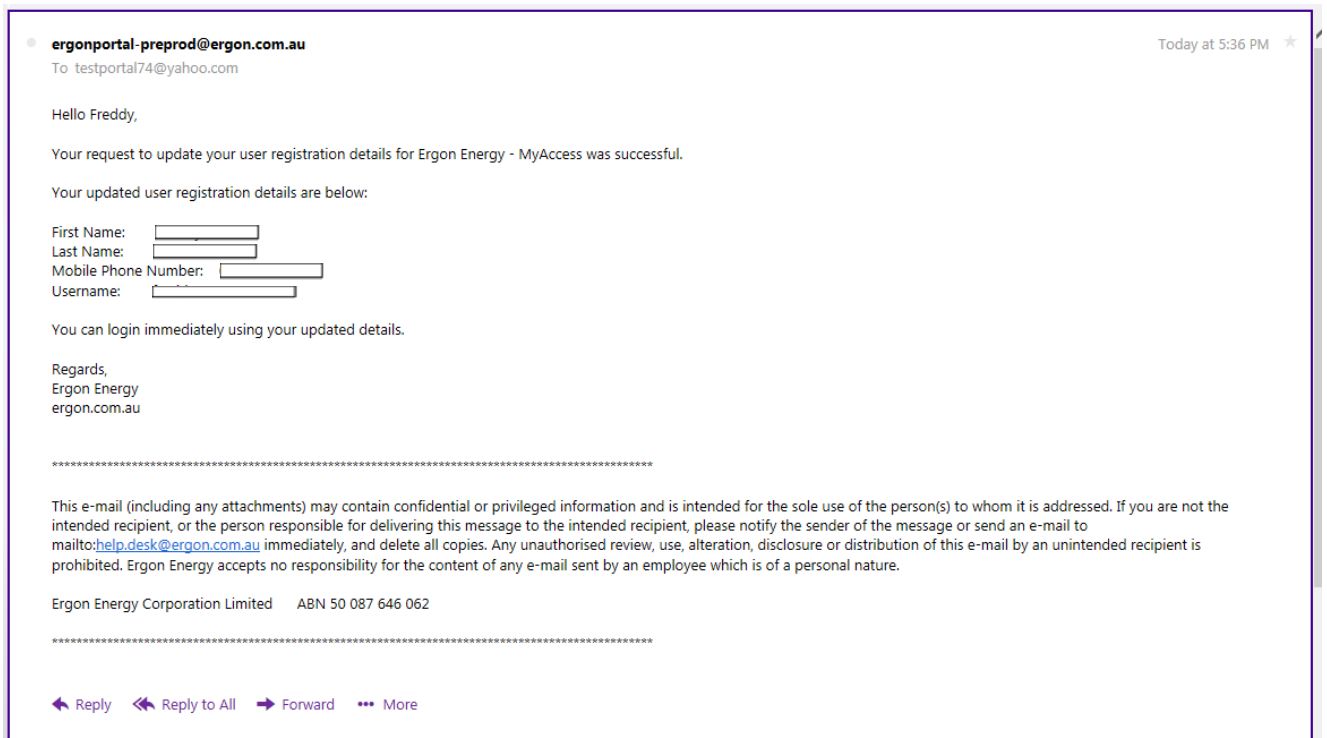 ergonportal-preprod@ergon.com.au
Today at 5:36 PM
To testportal74@yahoo.com
Hello Freddy,
Your request to update your user registration details for Ergon Energy - MyAccess was successful.
Your updated user registration details are below:
First Name:
Last Name:
Mobile Phone Number:
Username:
You can login immediately using your updated details.
Regards,
Ergon Energy
ergon.com.au
****************************************************************************************************
This e-mail (including any attachments) may contain confidential or privileged information and is intended for the sole use of the person(s) to whom it is addressed. If you are not the
intended recipient, or the person responsible for delivering this message to the intended recipient, please notify the sender of the message or send an e-mail to
mailto:help.desk@ergon.com.au immediately, and delete all copies. Any unauthorised review, use, alteration, disclosure or distribution of this e-mail by an unintended recipient is
prohibited. Ergon Energy accepts no responsibility for the content of any e-mail sent by an employee which is of a personal nature.
Ergon Energy Corporation Limited ABN 50 087 646 062
****************************************************************************************************
Reply Reply to All Forward More